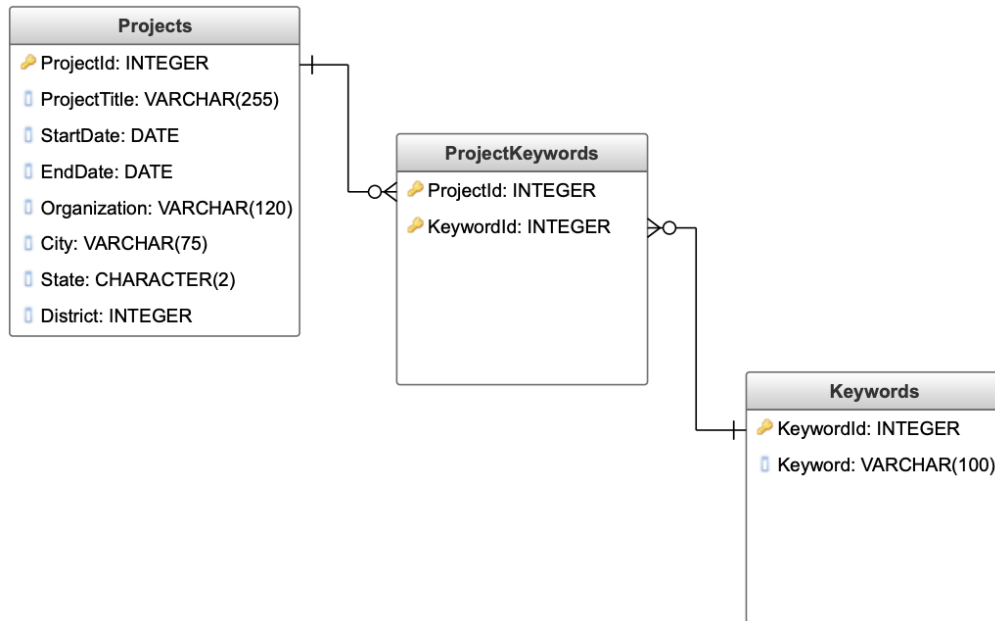 Projects
ProjectId: INTEGER
ProjectTitle: VARCHAR(255)
StartDate: DATE
EndDate: DATE
Organization: VARCHAR(120)
City: VARCHAR(75)
State: CHARACTER(2)
District: INTEGER
ProjectKeywords
ProjectId: INTEGER
KeywordId: INTEGER
Keywords
KeywordId: INTEGER
Keyword: VARCHAR(100)